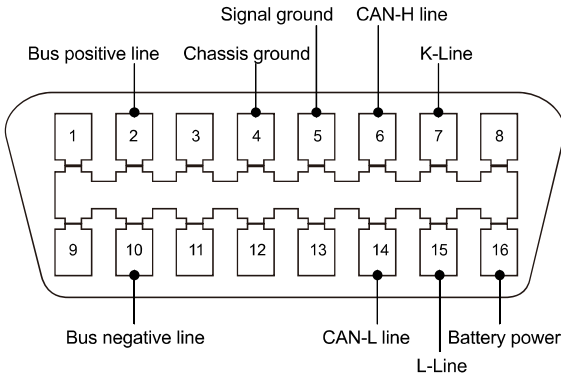 Signal ground CAN-H line
Bus positive line Chassis ground K-Line
1 2 3 4 5 6 7 8
9 10 11 12 13 14 15 16
Bus negative line CAN-L line Battery power
L-Line